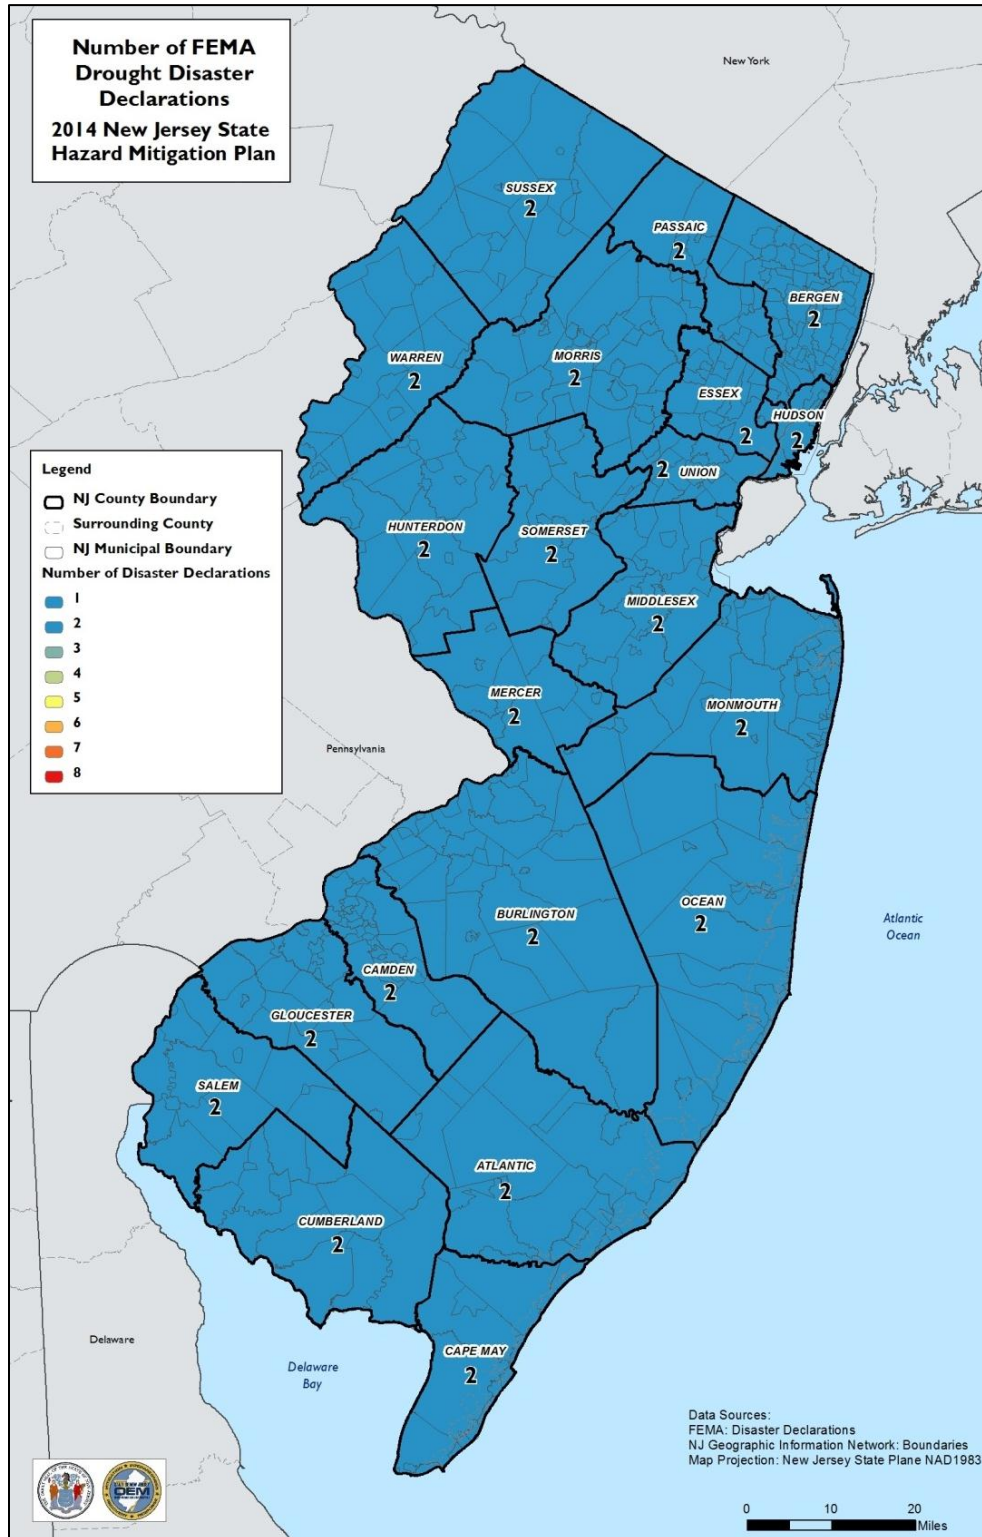 Number of FEMA
Drought Disaster
Declarations
2014 New Jersey State
Hazard Mitigation Plan
New York
SUSSEX
2
PASSAIC
2
BERGEN
2
WARREN
2
MORRIS
2
ESSEX
2
HUDSON
2
2 UNION
Legend
NJ County Boundary
Surrounding County
NJ Municipal Boundary
Number of Disaster Declarations
1
2
3
4
5
6
7
8
HUNTERDON
2
SOMERSET
2
MIDDLESEX
2
MERCER
2
MONMOUTH
2
Pennsylvania
BURLINGTON
2
OCEAN
2
Atlantic
Ocean
CAMDEN
2
GLOUCESTER
2
SALEM
2
ATLANTIC
2
CUMBERLAND
2
CAPE MAY
2
Delaware
Delaware
Bay
Data Sources:
FEMA: Disaster Declarations
NJ Geographic Information Network: Boundaries
Map Projection: New Jersey State Plane NAD1983
OEM
0 10 20
Miles